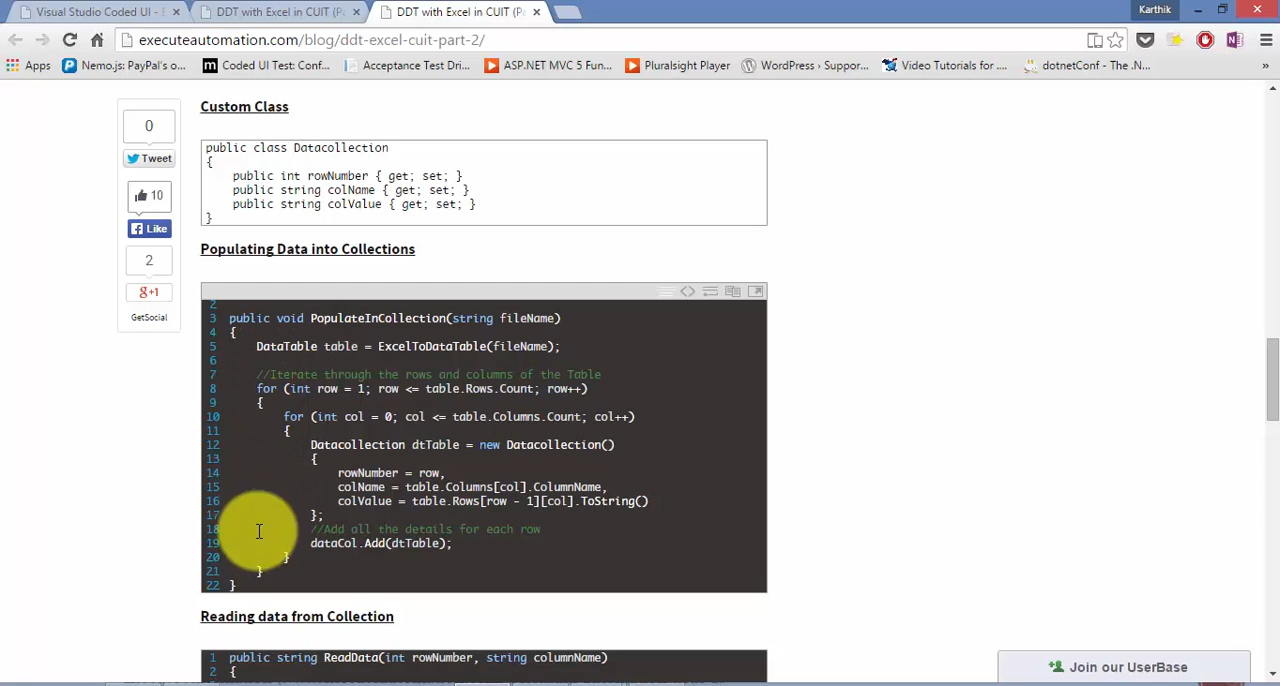 Visual Studio Coded UI -
DDT with Excel in CUIT (P
DDT with Excel in CUIT (P
Karthik
executeautomation.com/blog/ddt-excel-cuit-part-2/
Apps
Nemo.js: PayPal's o...
Coded UI Test: Conf...
Acceptance Test Dri...
ASP.NET MVC 5 Fun...
Pluralsight Player
WordPress › Suppor...
Video Tutorials for ....
dotnetConf - The .N...
»
0
Tweet
10
Like
2
g+1
GetSocial
Custom Class
public class Datacollection
{
public int rowNumber { get; set; }
public string colName { get; set; }
public string colValue { get; set; }
}
Populating Data into Collections
2
3 public void PopulateInCollection(string fileName)
4 {
5 DataTable table = ExcelToDataTable(fileName);
6
7 //Iterate through the rows and columns of the Table
8 for (int row = 1; row <= table.Rows.Count; row++)
9 {
10 for (int col = 0; col <= table.Columns.Count; col++)
11 {
12 Datacollection dtTable = new Datacollection()
13 {
14 rowNumber = row,
15 colName = table.Columns[col].ColumnName,
16 colValue = table.Rows[row - 1][col].ToString()
17 };
18 //Add all the details for each row
19 dataCol.Add(dtTable);
20 }
21 }
22 }
Reading data from Collection
1 public string ReadData(int rowNumber, string columnName)
2 {
Join our UserBase